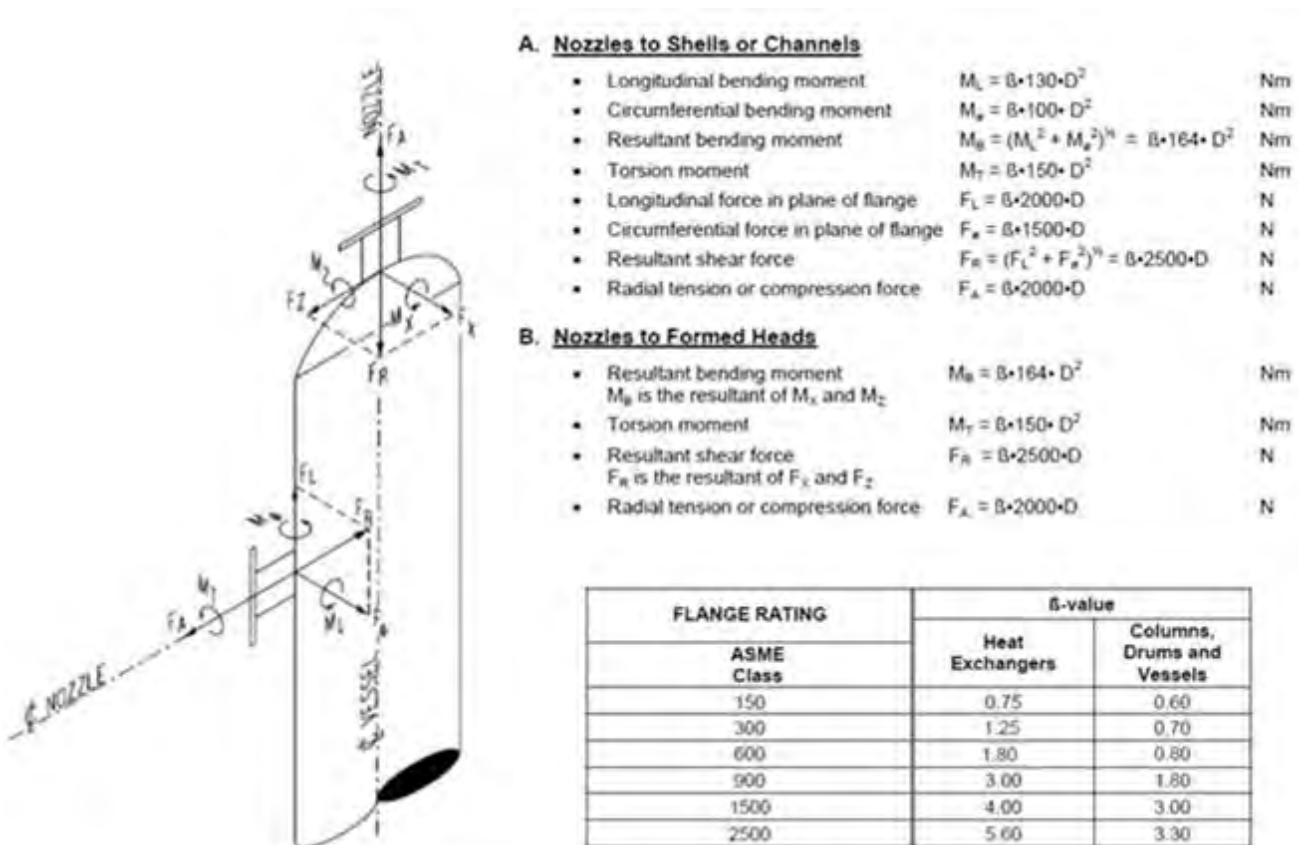 A. Nozzles to Shells or Channels
• Longitudinal bending moment M_L = ß•130•D² Nm
• Circumferential bending moment M_ø = ß•100• D² Nm
• Resultant bending moment M_B = (M_L² + M_ø²)^½ = ß•164• D² Nm
• Torsion moment M_T = ß•150• D² Nm
• Longitudinal force in plane of flange F_L = ß•2000•D N
• Circumferential force in plane of flange F_ø = ß•1500•D N
• Resultant shear force F_R = (F_L² + F_ø²)^½ = ß•2500•D N
• Radial tension or compression force F_A = ß•2000•D N
B. Nozzles to Formed Heads
• Resultant bending moment M_B = ß•164• D² Nm
M_B is the resultant of M_X and M_Z
• Torsion moment M_T = ß•150• D² Nm
• Resultant shear force F_R = ß•2500•D N
F_R is the resultant of F_X and F_Z
• Radial tension or compression force F_A = ß•2000•D N
FLANGE RATING ß-value
ASME Class Heat Exchangers Columns, Drums and Vessels
150 0.75 0.60
300 1.25 0.70
600 1.80 0.80
900 3.00 1.80
1500 4.00 3.00
2500 5.60 3.30
NOZZLE
F_A
M_T
M_Z
F_Z
M_X
F_X
F_R
F_L
M_T
F_A
M_L
NOZZLE
VESSEL